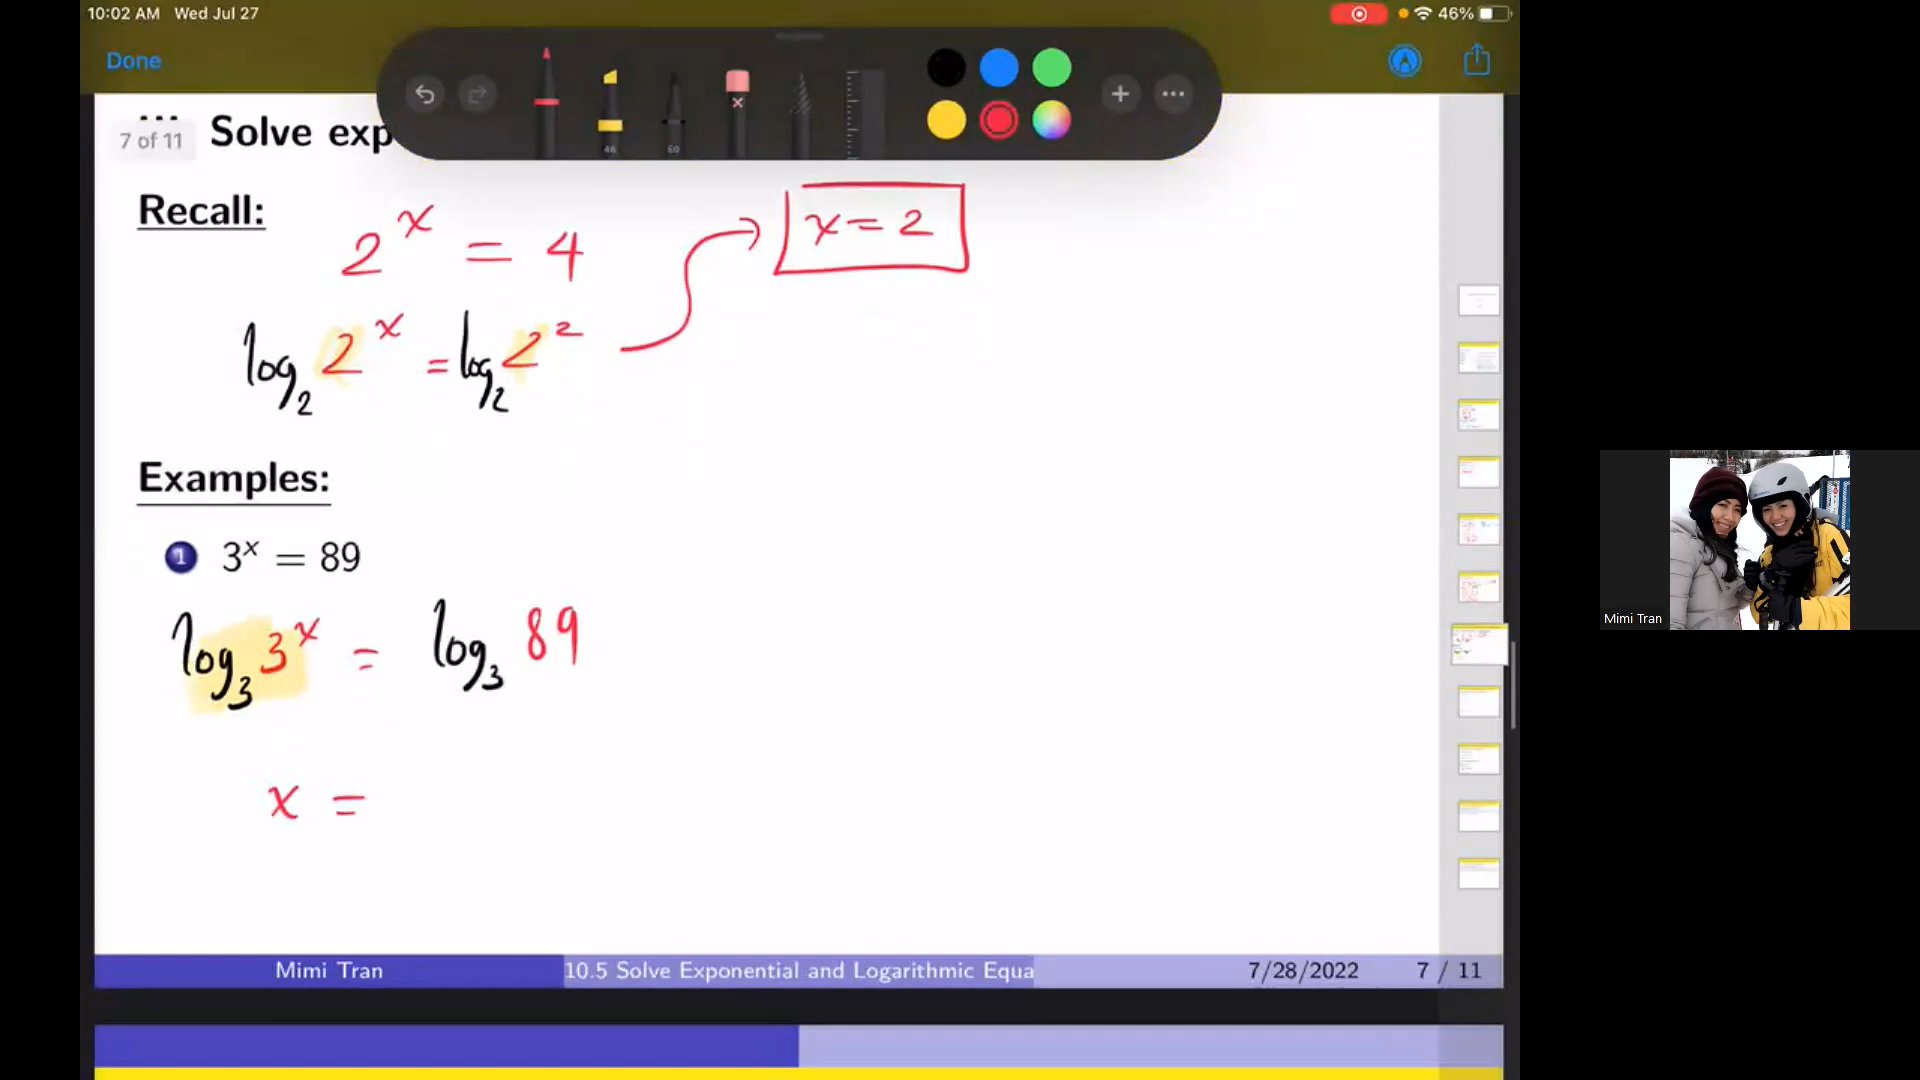 10:02 AM Wed Jul 27
46%
Done
7 of 11
Solve exp
46
50
Recall:
2^x = 4
x = 2
log_2 2^x = log_2 2^2
Examples:
1 3^x = 89
log_3 3^x = log_3 89
x =
Mimi Tran
10.5 Solve Exponential and Logarithmic Equa
7/28/2022
7 / 11
Mimi Tran